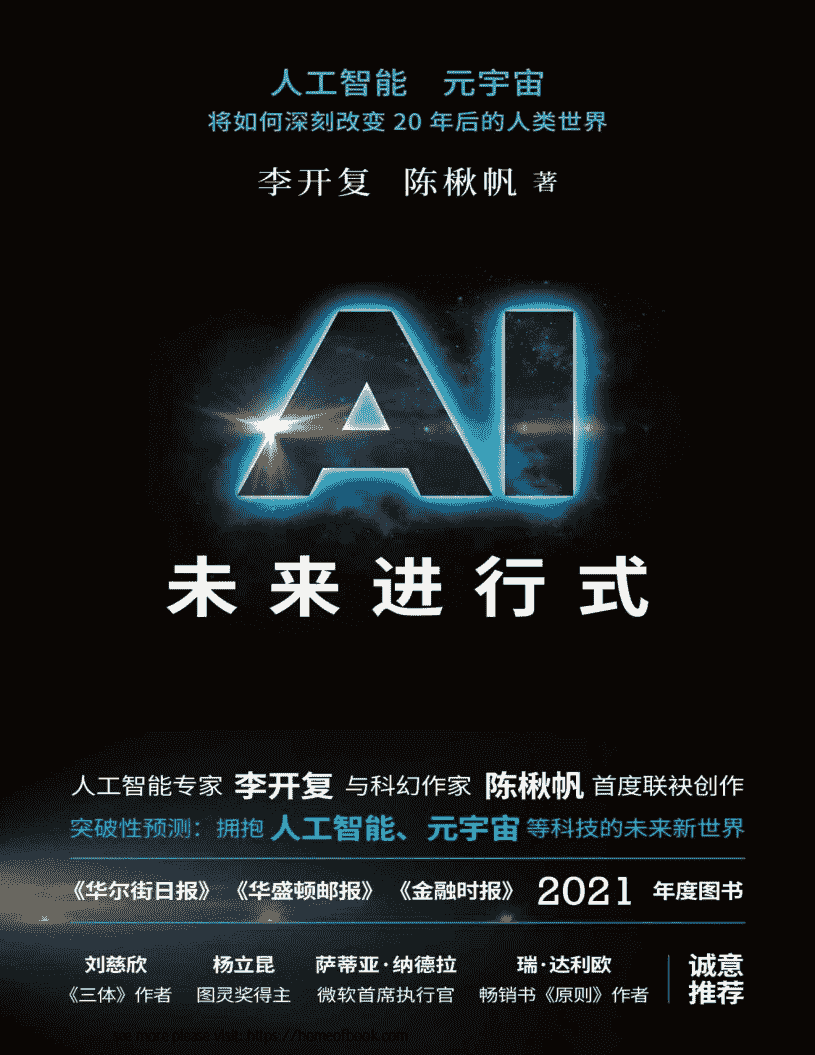 人工智能 元宇宙
将如何深刻改变 20 年后的人类世界
李开复 陈楸帆 著
AI
未来进行式
人工智能专家 李开复 与科幻作家 陈楸帆 首度联袂创作
突破性预测：拥抱 人工智能、元宇宙 等科技的未来新世界
《华尔街日报》《华盛顿邮报》《金融时报》 2021 年度图书
刘慈欣 杨立昆 萨蒂亚·纳德拉 瑞·达利欧 诚意
《三体》作者 图灵奖得主 微软首席执行官 畅销书《原则》作者 推荐
see more please visit: https://homeofbook.com